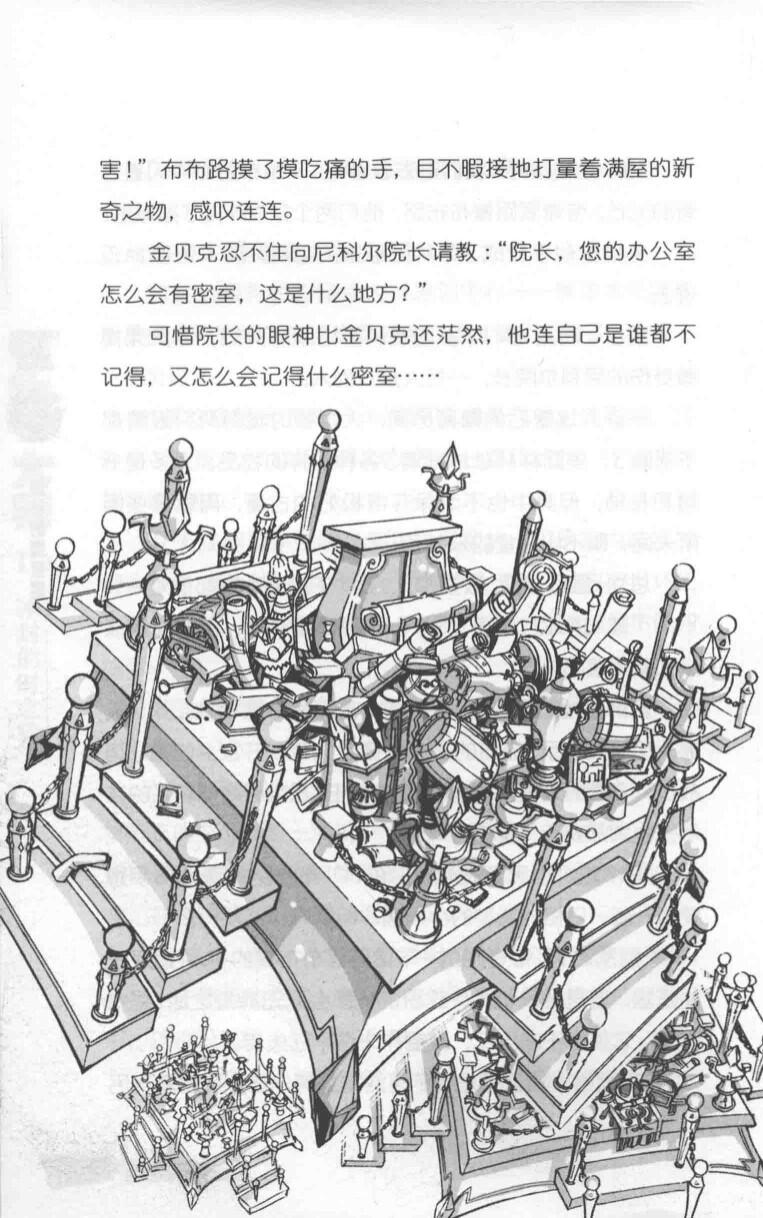 害！”布布路摸了摸吃痛的手，目不暇接地打量着满屋的新
奇之物，感叹连连。
金贝克忍不住向尼科尔院长请教：“院长，您的办公室
怎么会有密室，这是什么地方？”
可惜院长的眼神比金贝克还茫然，他连自己是谁都不
记得，又怎么会记得什么密室……